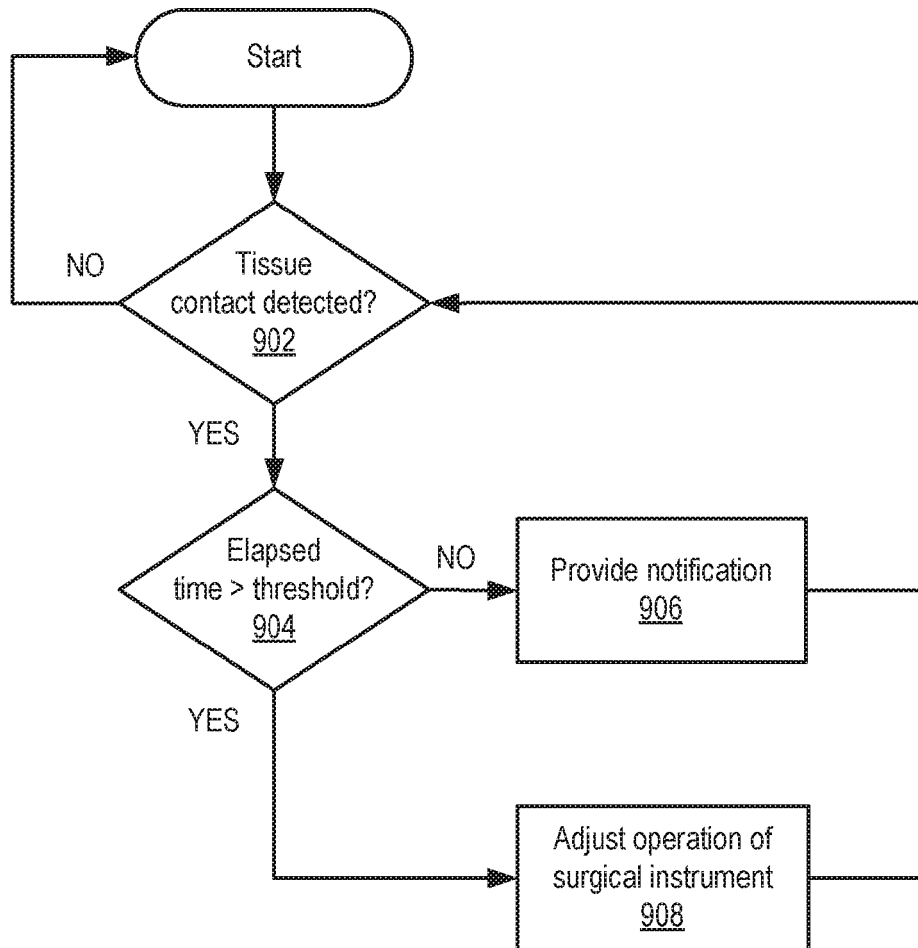 Start
NO
Tissue
contact detected?
902
YES
Elapsed
time > threshold?
904
NO
Provide notification
906
YES
Adjust operation of
surgical instrument
908